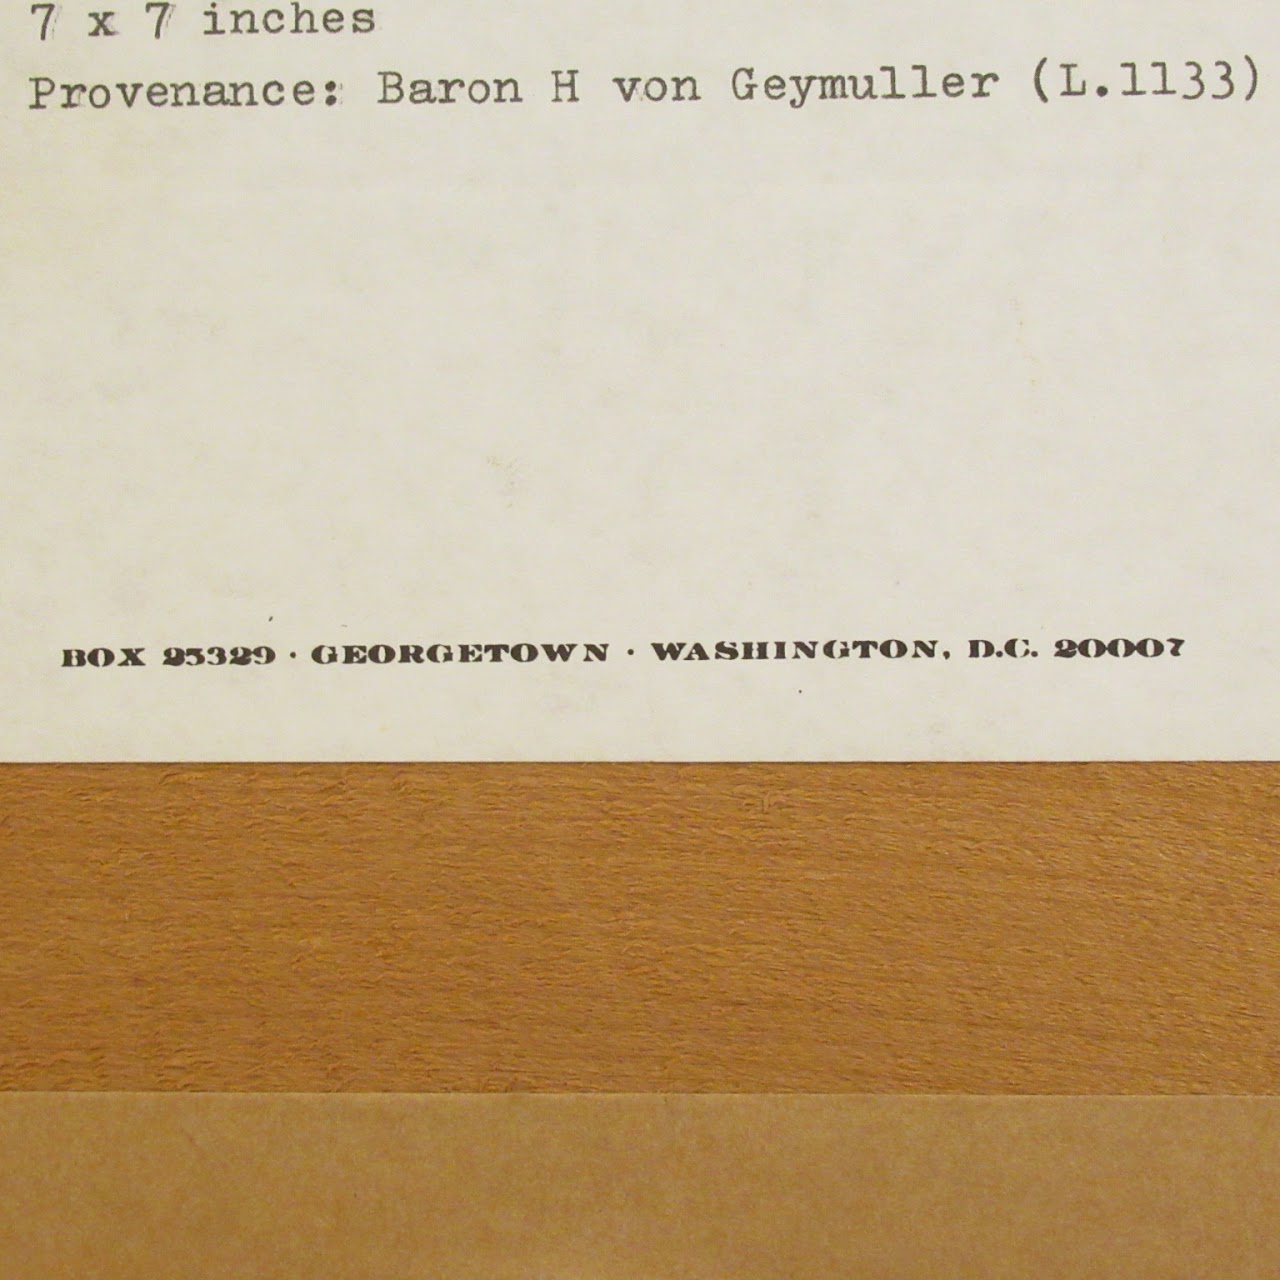 7 x 7 inches
Provenance: Baron H von Geymuller (L.1133)
BOX 25329 · GEORGETOWN · WASHINGTON, D.C. 20007